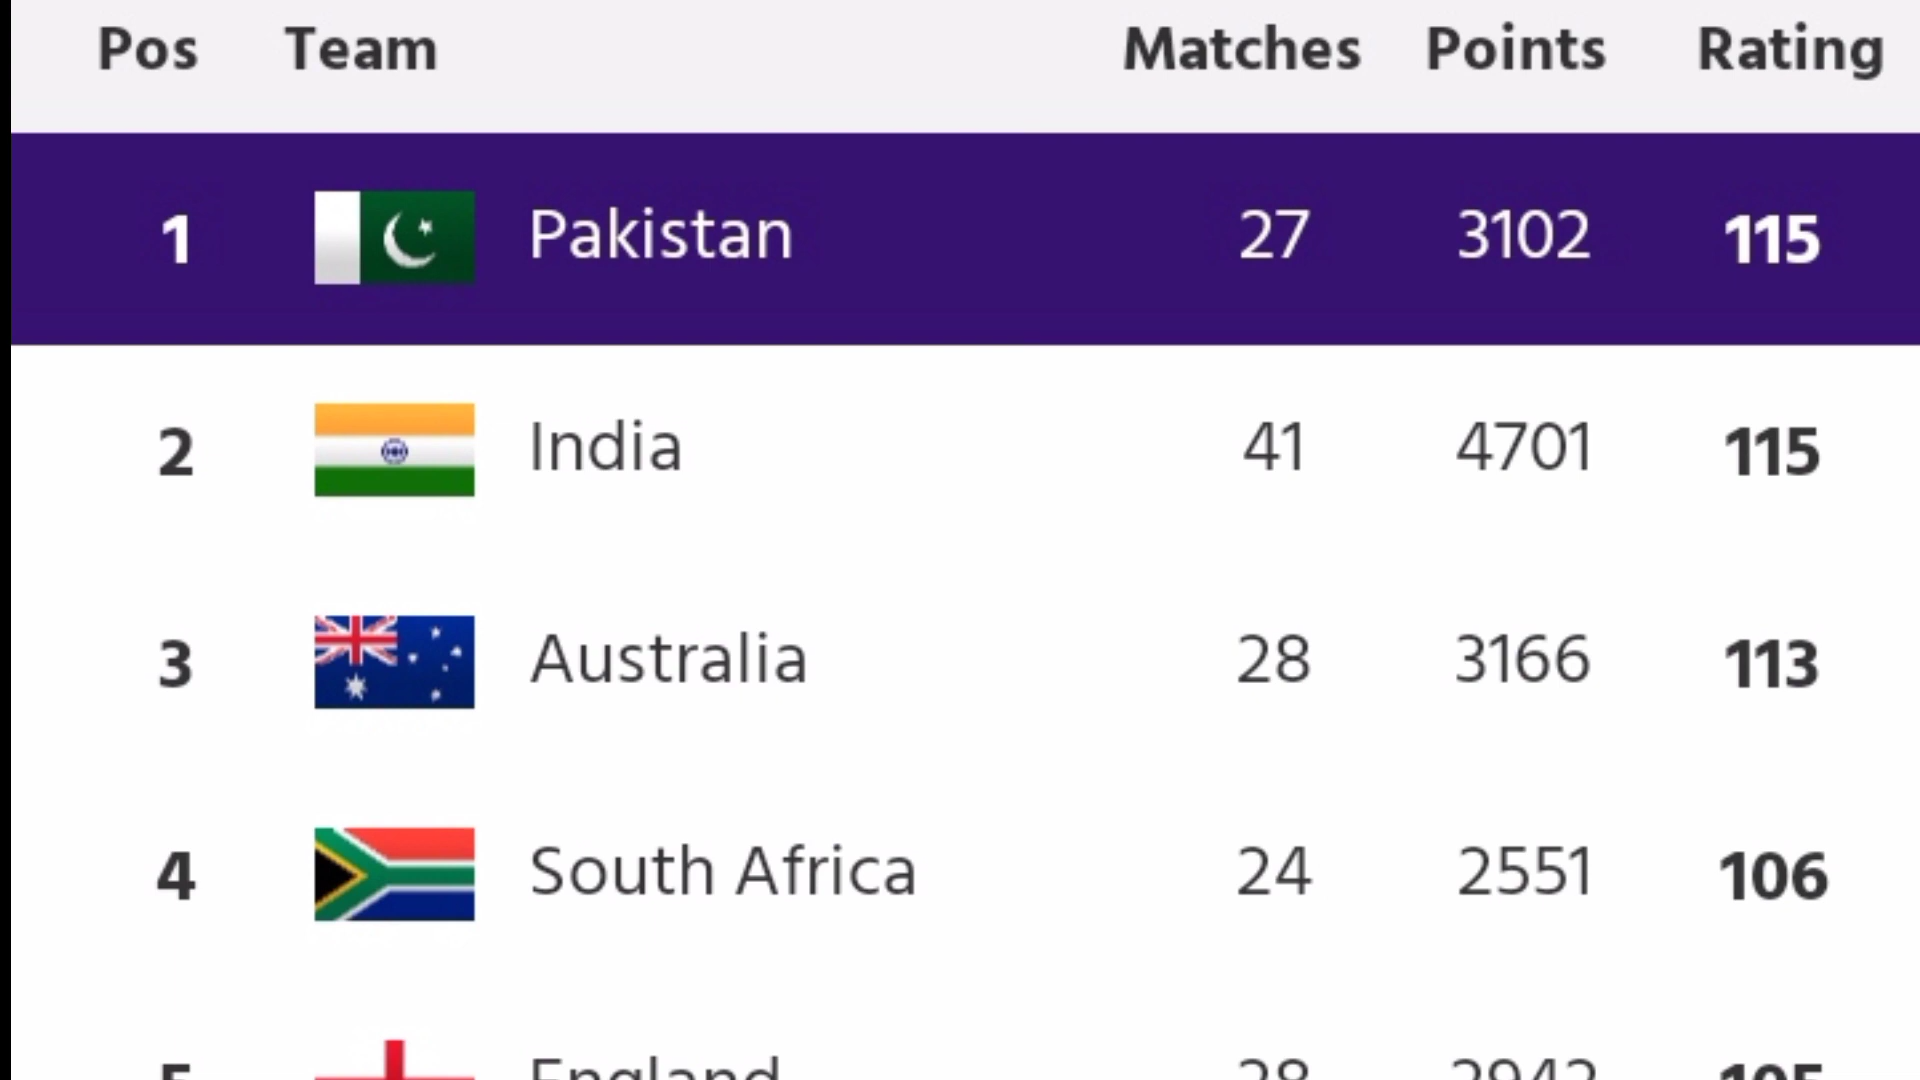 Pos Team Matches Points Rating
1 Pakistan 27 3102 115
2 India 41 4701 115
3 Australia 28 3166 113
4 South Africa 24 2551 106
5 England 28 2942 105